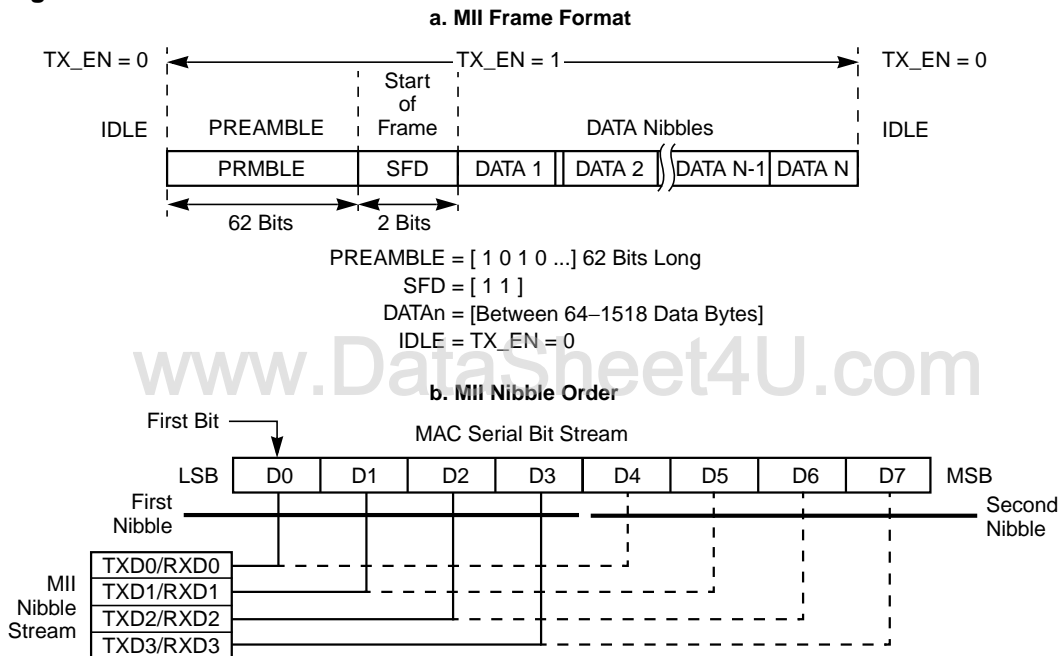 a. MII Frame Format
TX_EN = 0 TX_EN = 1 TX_EN = 0
Start
of
IDLE PREAMBLE Frame DATA Nibbles IDLE
PRMBLE SFD DATA 1 DATA 2 DATA N-1 DATA N
62 Bits 2 Bits
PREAMBLE = [ 1 0 1 0 ...] 62 Bits Long
SFD = [ 1 1 ]
DATAn = [Between 64–1518 Data Bytes]
IDLE = TX_EN = 0
www.DataSheet4U.com
b. MII Nibble Order
First Bit
MAC Serial Bit Stream
LSB D0 D1 D2 D3 D4 D5 D6 D7 MSB
First
Nibble
Second
Nibble
MII
Nibble
Stream
TXD0/RXD0
TXD1/RXD1
TXD2/RXD2
TXD3/RXD3